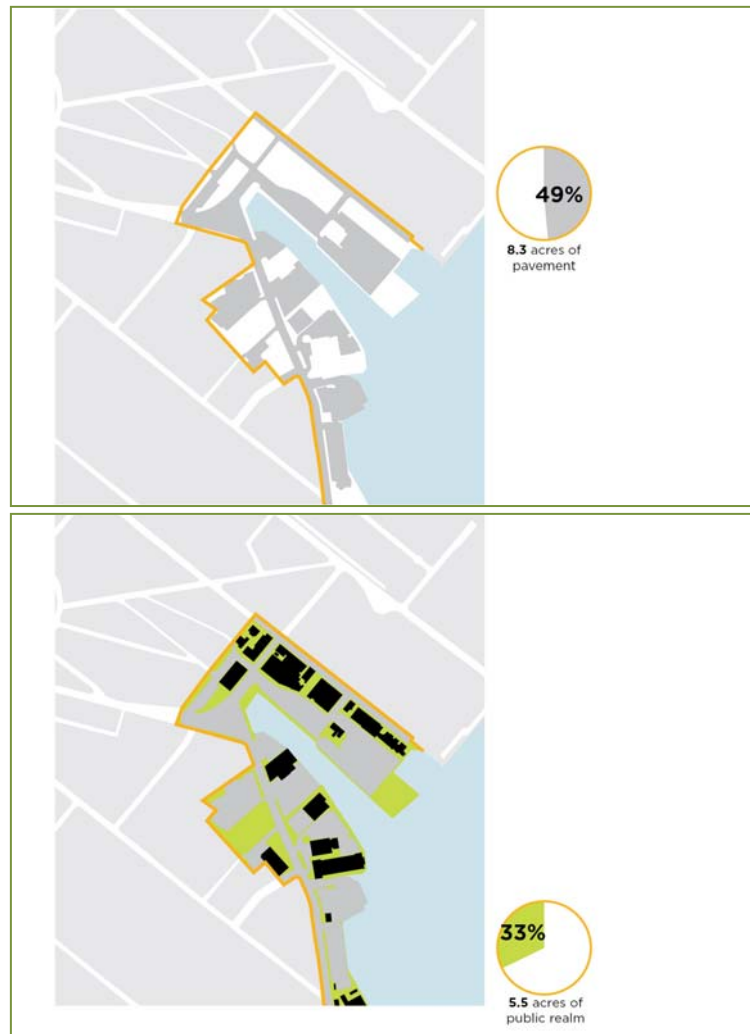 49%
8.3 acres of
pavement
33%
5.5 acres of
public realm